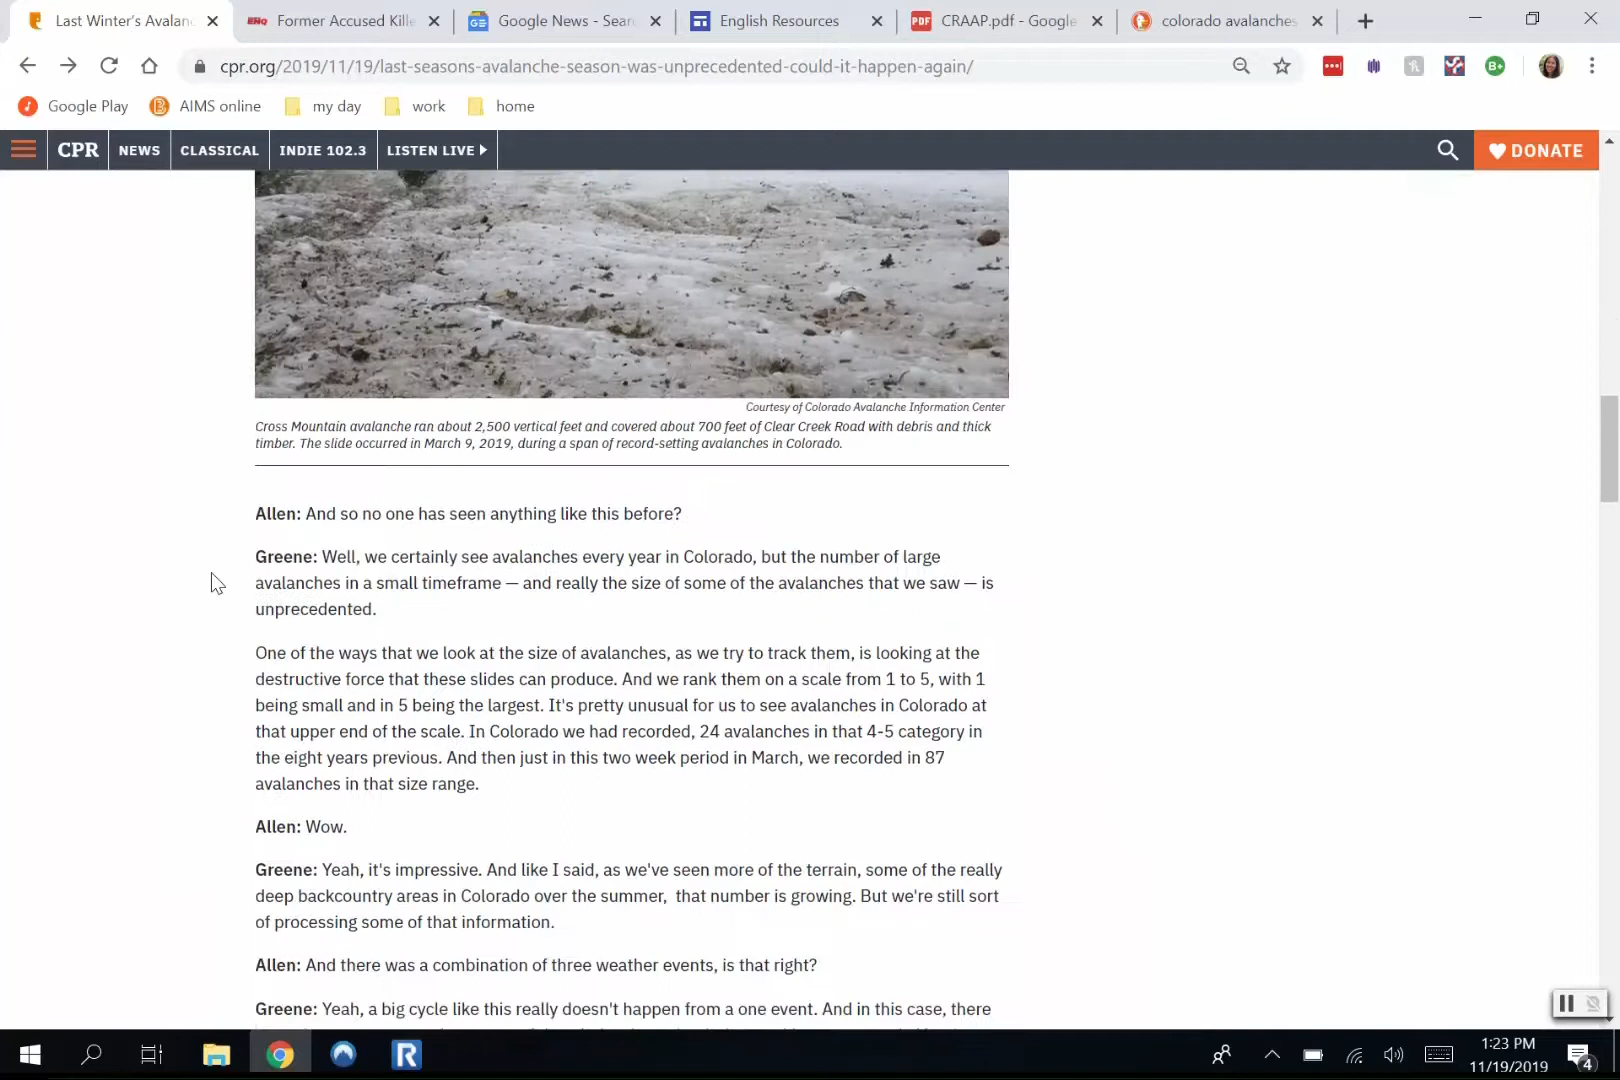 Last Winter's Avalanc
ENQ Former Accused Kille
Google News - Sear
English Resources
PDF CRAAP.pdf - Google
colorado avalanches
cpr.org/2019/11/19/last-seasons-avalanche-season-was-unprecedented-could-it-happen-again/
B+
Google Play
AIMS online
my day
work
home
CPR
NEWS
CLASSICAL
INDIE 102.3
LISTEN LIVE
DONATE
Courtesy of Colorado Avalanche Information Center
Cross Mountain avalanche ran about 2,500 vertical feet and covered about 700 feet of Clear Creek Road with debris and thick
timber. The slide occurred in March 9, 2019, during a span of record-setting avalanches in Colorado.
Allen: And so no one has seen anything like this before?
Greene: Well, we certainly see avalanches every year in Colorado, but the number of large
avalanches in a small timeframe — and really the size of some of the avalanches that we saw — is
unprecedented.
One of the ways that we look at the size of avalanches, as we try to track them, is looking at the
destructive force that these slides can produce. And we rank them on a scale from 1 to 5, with 1
being small and in 5 being the largest. It's pretty unusual for us to see avalanches in Colorado at
that upper end of the scale. In Colorado we had recorded, 24 avalanches in that 4-5 category in
the eight years previous. And then just in this two week period in March, we recorded in 87
avalanches in that size range.
Allen: Wow.
Greene: Yeah, it's impressive. And like I said, as we've seen more of the terrain, some of the really
deep backcountry areas in Colorado over the summer, that number is growing. But we're still sort
of processing some of that information.
Allen: And there was a combination of three weather events, is that right?
Greene: Yeah, a big cycle like this really doesn't happen from a one event. And in this case, there
R
1:23 PM
11/19/2019
4